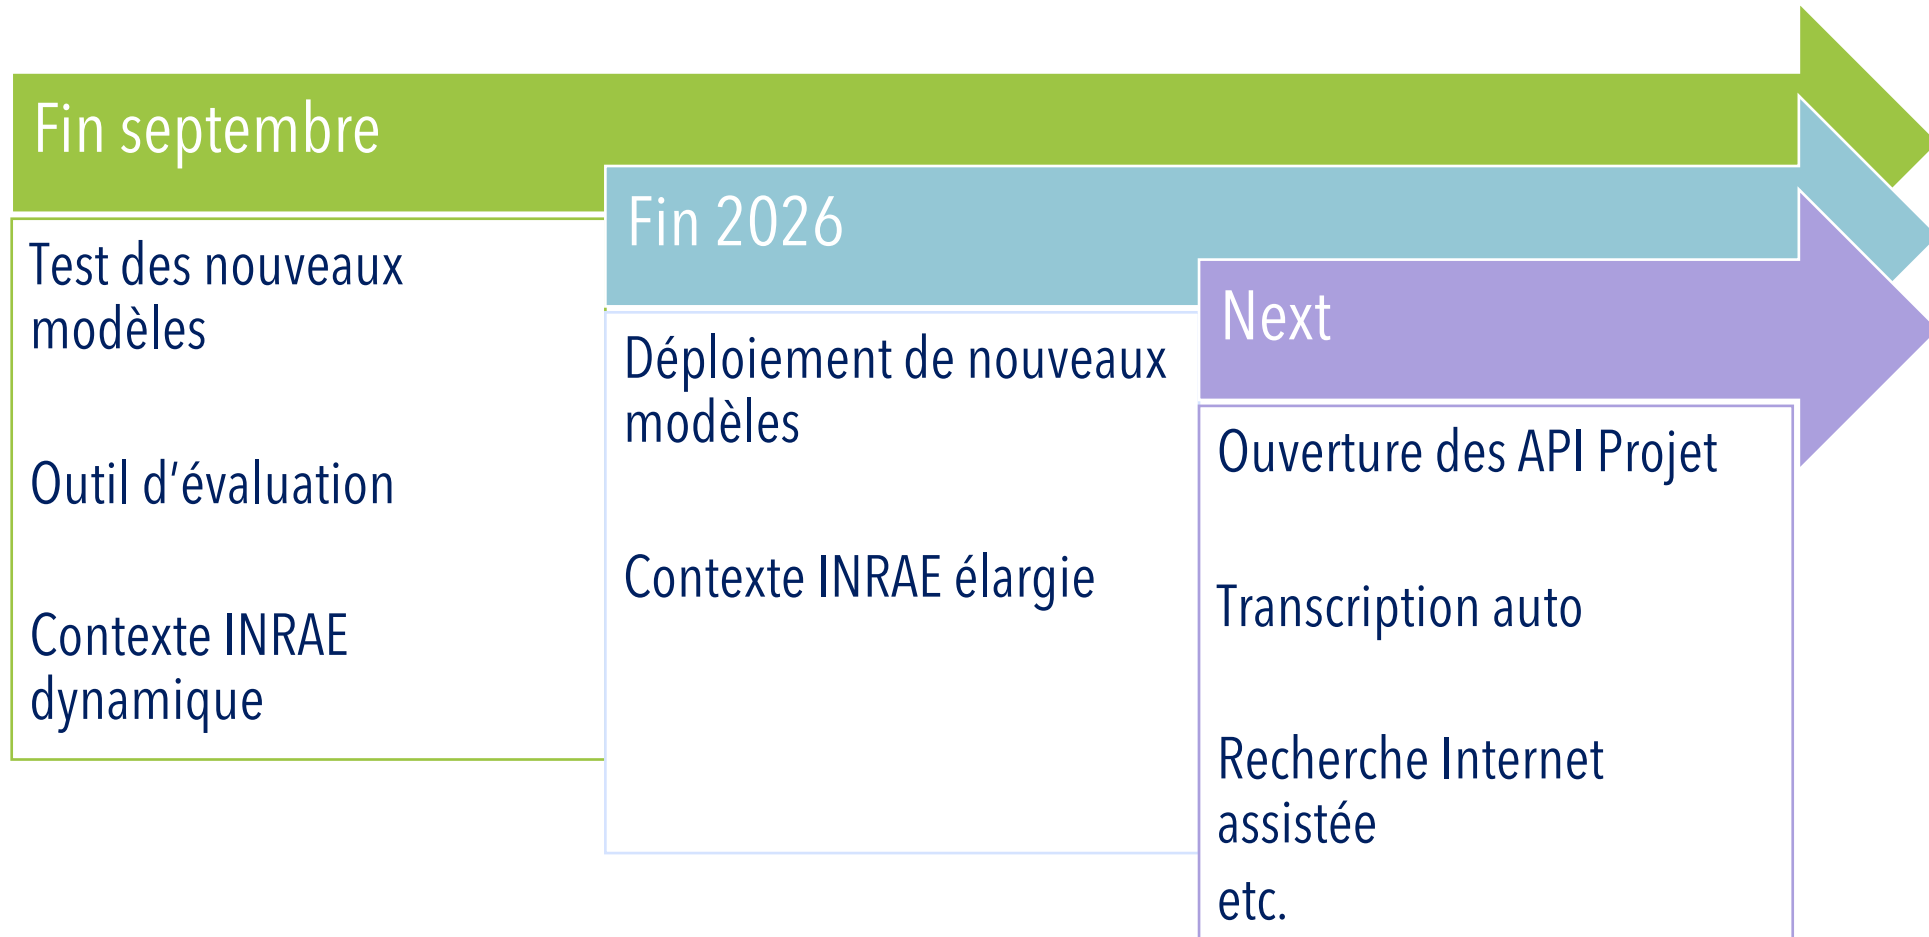 Fin septembre
Test des nouveaux
modèles
Outil d’évaluation
Contexte INRAE
dynamique
Fin 2026
Déploiement de nouveaux
modèles
Contexte INRAE élargie
Next
Ouverture des API Projet
Transcription auto
Recherche Internet
assistée
etc.